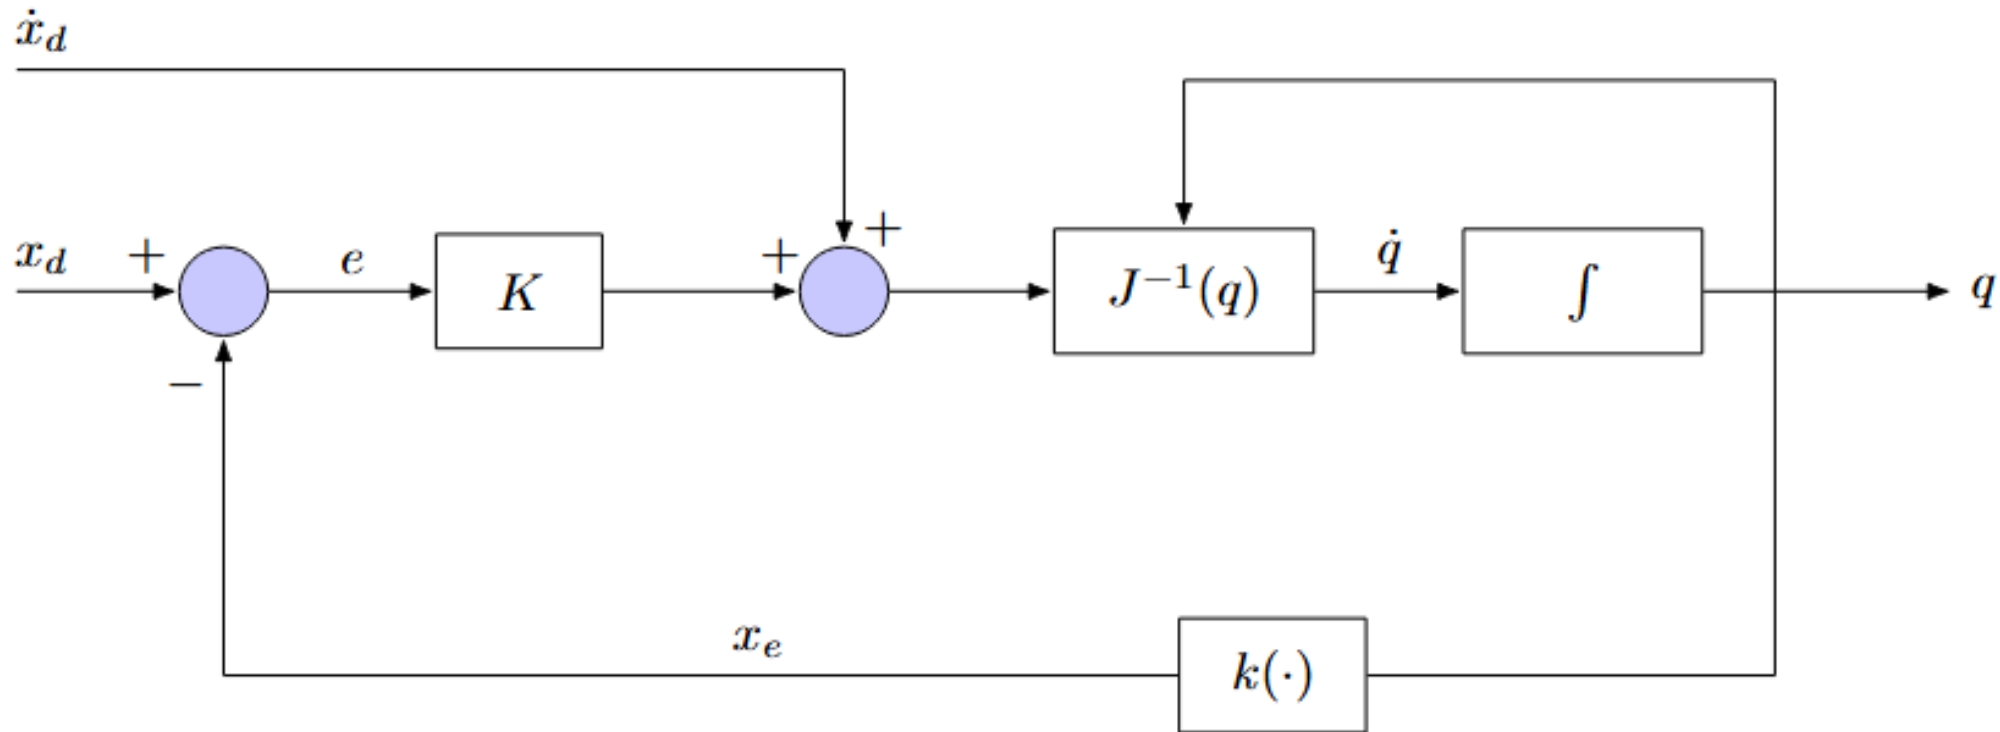 ẋ_d
x_d + e K + + J⁻¹(q) q̇ ∫ q
−
x_e k(·)